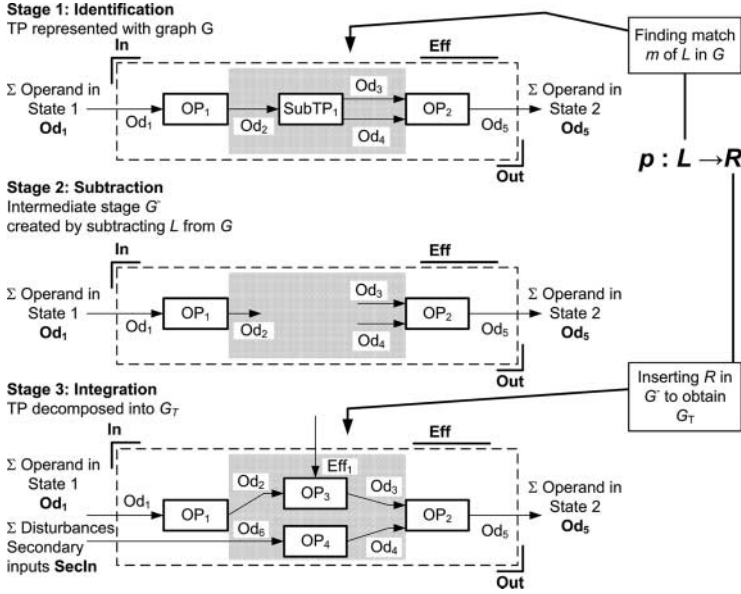 Stage 1: Identification
TP represented with graph G
In
Eff
Σ Operand in
State 1
Od₁
Od₁
OP₁
Od₂
SubTP₁
Od₃
Od₄
OP₂
Od₅
Σ Operand in
State 2
Od₅
Out
Finding match
m of L in G
p : L → R
Stage 2: Subtraction
Intermediate stage G⁻
created by subtracting L from G
In
Eff
Σ Operand in
State 1
Od₁
Od₁
OP₁
Od₂
Od₃
Od₄
OP₂
Od₅
Σ Operand in
State 2
Od₅
Out
Stage 3: Integration
TP decomposed into G_T
Inserting R in
G⁻ to obtain
G_T
In
Eff
Σ Operand in
State 1
Od₁
Od₁
OP₁
Od₂
Eff₁
OP₃
Od₃
OP₂
Od₅
Σ Operand in
State 2
Od₅
Σ Disturbances
Secondary
inputs SecIn
Od₆
OP₄
Od₄
Out